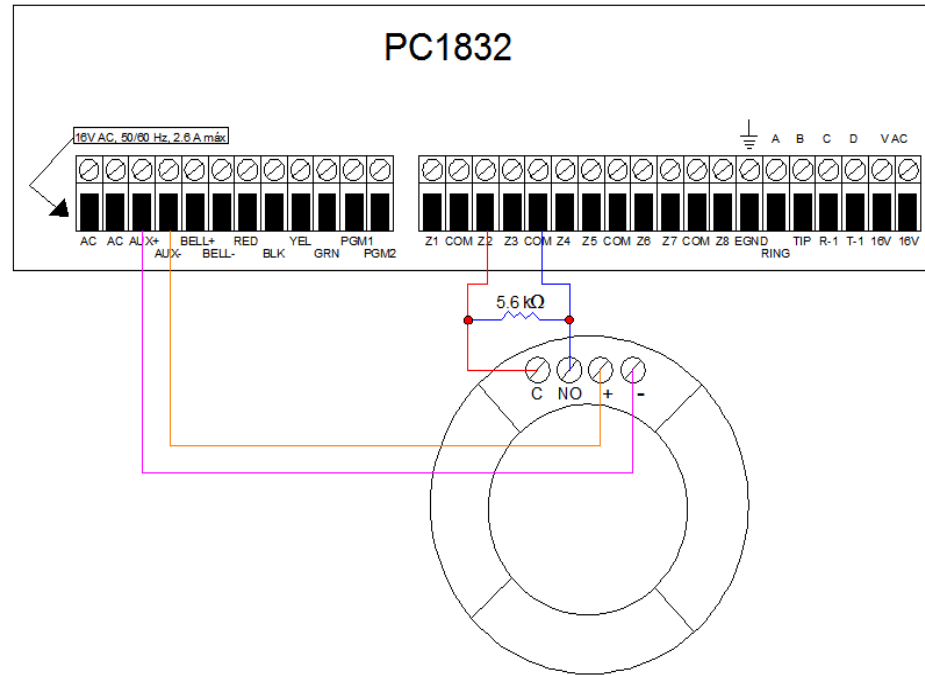 PC1832
16V AC, 50/60 Hz, 2.6 A máx
A B C D V AC
AC AC AUX+ BELL+ RED YEL PGM1 Z1 COM Z2 Z3 COM Z4 Z5 COM Z6 Z7 COM Z8 EGND TIP R-1 T-1 16V 16V
AUX- BELL- BLK GRN PGM2 RING
5.6 kΩ
C NO + -